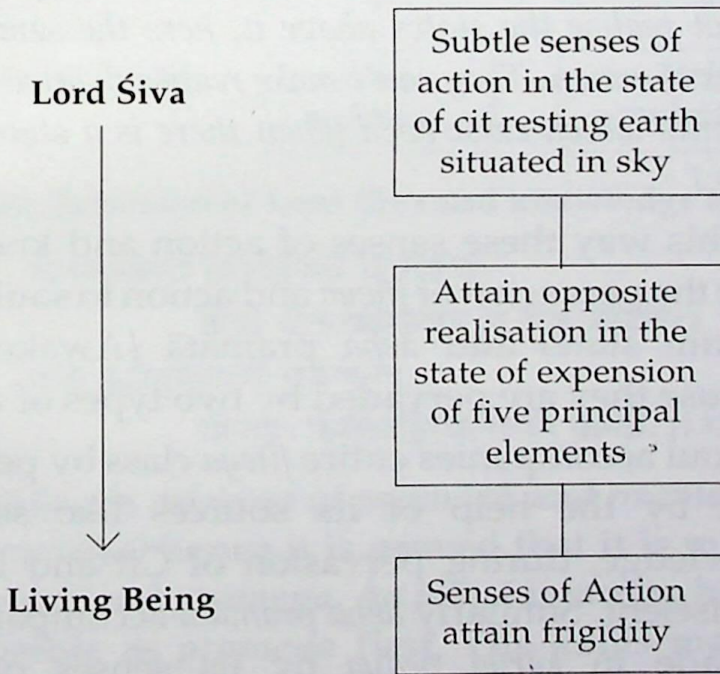 Lord Śiva
Living Being
Subtle senses of
action in the state
of cit resting earth
situated in sky
Attain opposite
realisation in the
state of expension
of five principal
elements
Senses of Action
attain frigidity